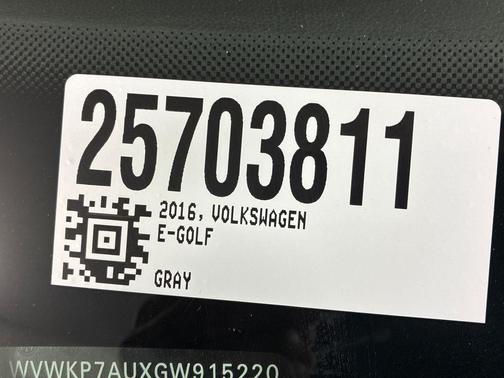 25703811
2016, VOLKSWAGEN
E-GOLF
GRAY
WVWKP7AUXGW915220